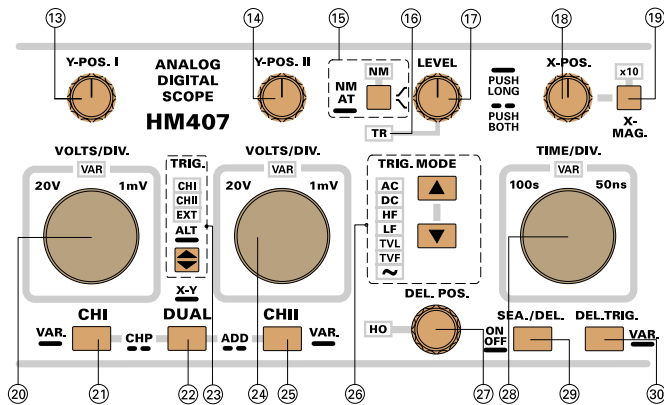 13 14 15 16 17 18 19
Y-POS. I
ANALOG
DIGITAL
SCOPE
HM407
Y-POS. II
NM
AT
NM
LEVEL
TR
PUSH
LONG
PUSH
BOTH
X-POS.
x10
X-
MAG.
VOLTS/DIV.
VAR
20V 1mV
TRIG.
CHI
CHII
EXT
ALT
X-Y
VOLTS/DIV.
VAR
20V 1mV
TRIG. MODE
AC
DC
HF
LF
TVL
TVF
~
TIME/DIV.
VAR
100s 50ns
DEL. POS.
HO
VAR.
CHI
CHP
DUAL
ADD
CHII
VAR.
ON
OFF
SEA./DEL.
DEL.TRIG.
VAR.
20 21 22 23 24 25 26 27 28 29 30